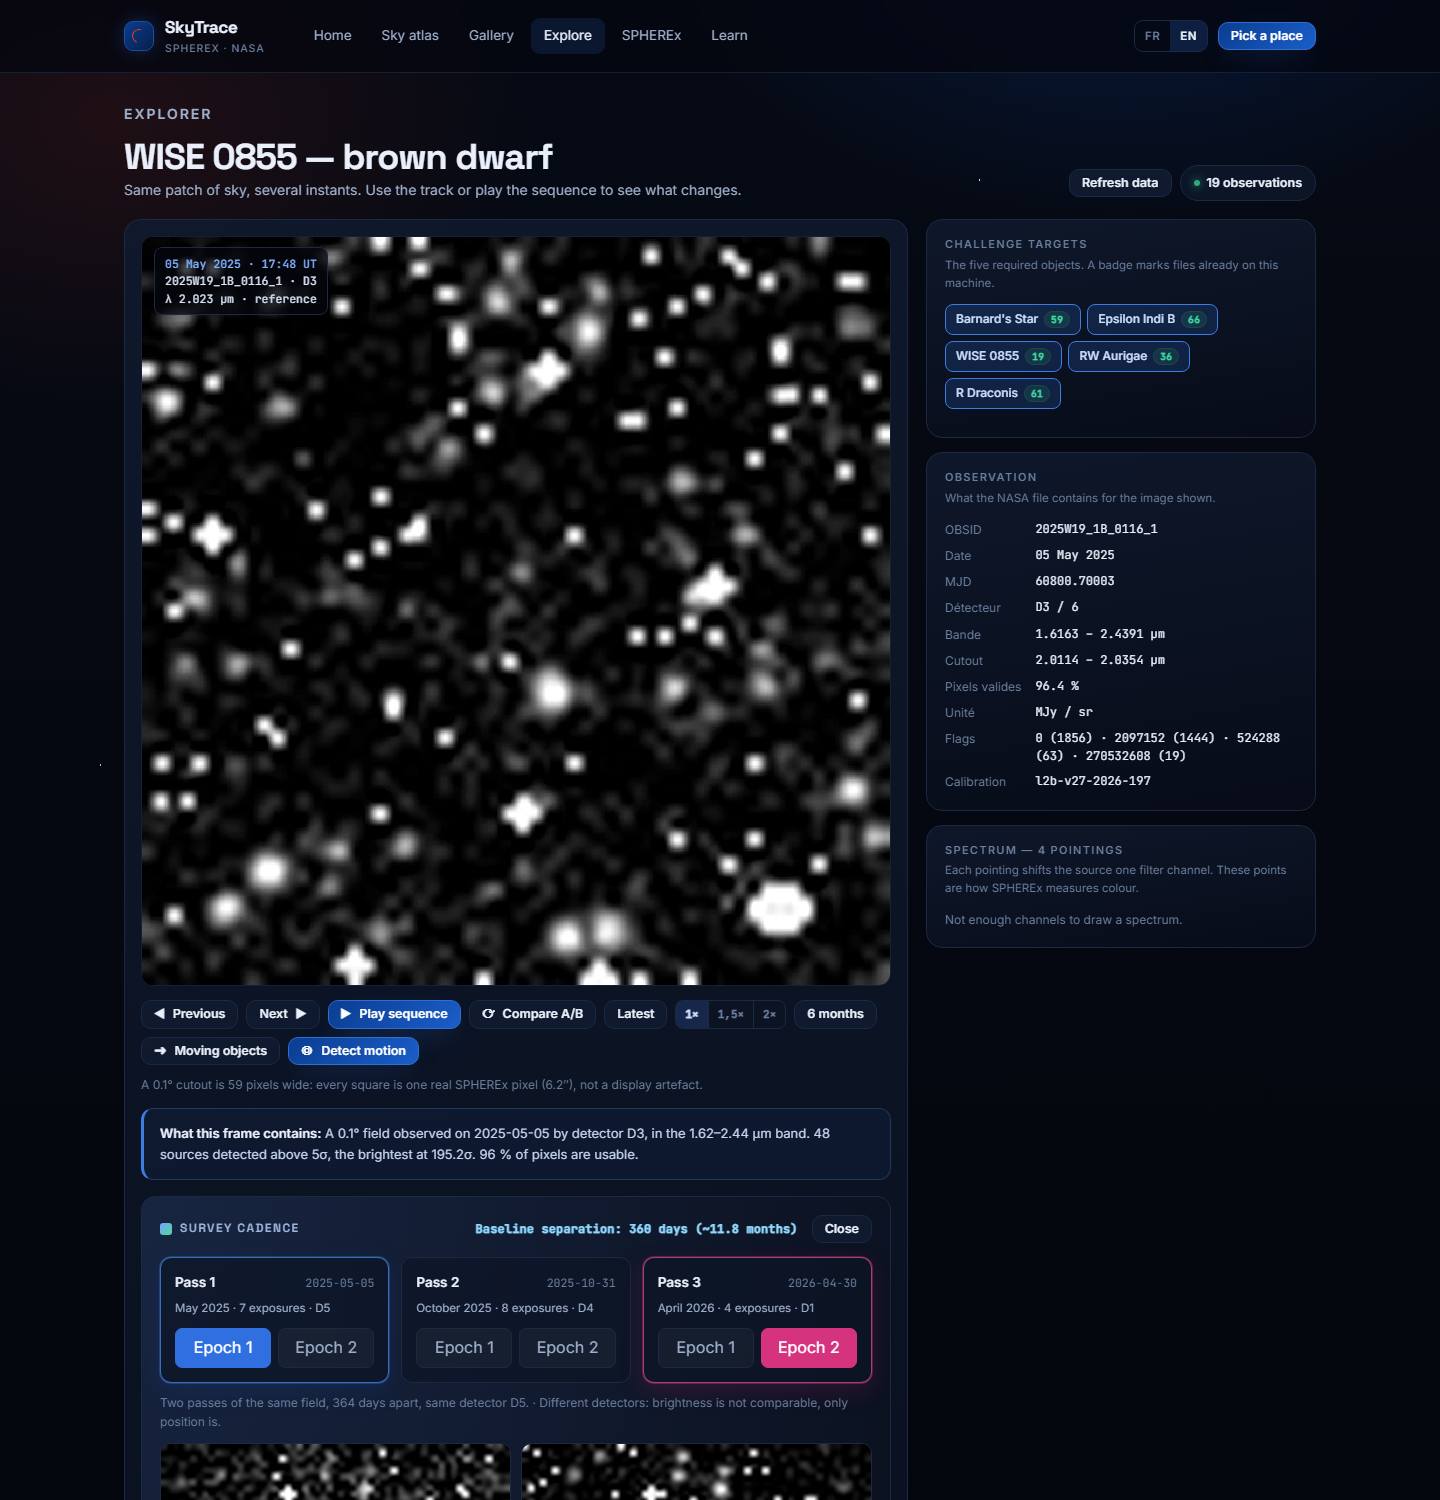 SkyTrace
SPHEREX · NASA
Home
Sky atlas
Gallery
Explore
SPHEREx
Learn
FR
EN
Pick a place
EXPLORER
WISE 0855 — brown dwarf
Same patch of sky, several instants. Use the track or play the sequence to see what changes.
Refresh data
19 observations
05 May 2025 · 17:48 UT
2025W19_1B_0116_1 · D3
λ 2.023 µm · reference
◀ Previous
Next ▶
▶ Play sequence
Compare A/B
Latest
1×
1,5×
2×
6 months
➜ Moving objects
Detect motion
A 0.1° cutout is 59 pixels wide: every square is one real SPHEREx pixel (6.2″), not a display artefact.
What this frame contains: A 0.1° field observed on 2025-05-05 by detector D3, in the 1.62–2.44 µm band. 48
sources detected above 5σ, the brightest at 195.2σ. 96 % of pixels are usable.
SURVEY CADENCE
Baseline separation: 360 days (~11.8 months)
Close
Pass 1
2025-05-05
May 2025 · 7 exposures · D5
Epoch 1
Epoch 2
Pass 2
2025-10-31
October 2025 · 8 exposures · D4
Epoch 1
Epoch 2
Pass 3
2026-04-30
April 2026 · 4 exposures · D1
Epoch 1
Epoch 2
Two passes of the same field, 364 days apart, same detector D5. · Different detectors: brightness is not comparable, only
position is.
CHALLENGE TARGETS
The five required objects. A badge marks files already on this
machine.
Barnard's Star 59
Epsilon Indi B 66
WISE 0855 19
RW Aurigae 36
R Draconis 61
OBSERVATION
What the NASA file contains for the image shown.
OBSID 2025W19_1B_0116_1
Date 05 May 2025
MJD 60800.70003
Détecteur D3 / 6
Bande 1.6163 – 2.4391 µm
Cutout 2.0114 – 2.0354 µm
Pixels valides 96.4 %
Unité MJy / sr
Flags 0 (1856) · 2097152 (1444) · 524288
(63) · 270532608 (19)
Calibration l2b-v27-2026-197
SPECTRUM — 4 POINTINGS
Each pointing shifts the source one filter channel. These points
are how SPHEREx measures colour.
Not enough channels to draw a spectrum.